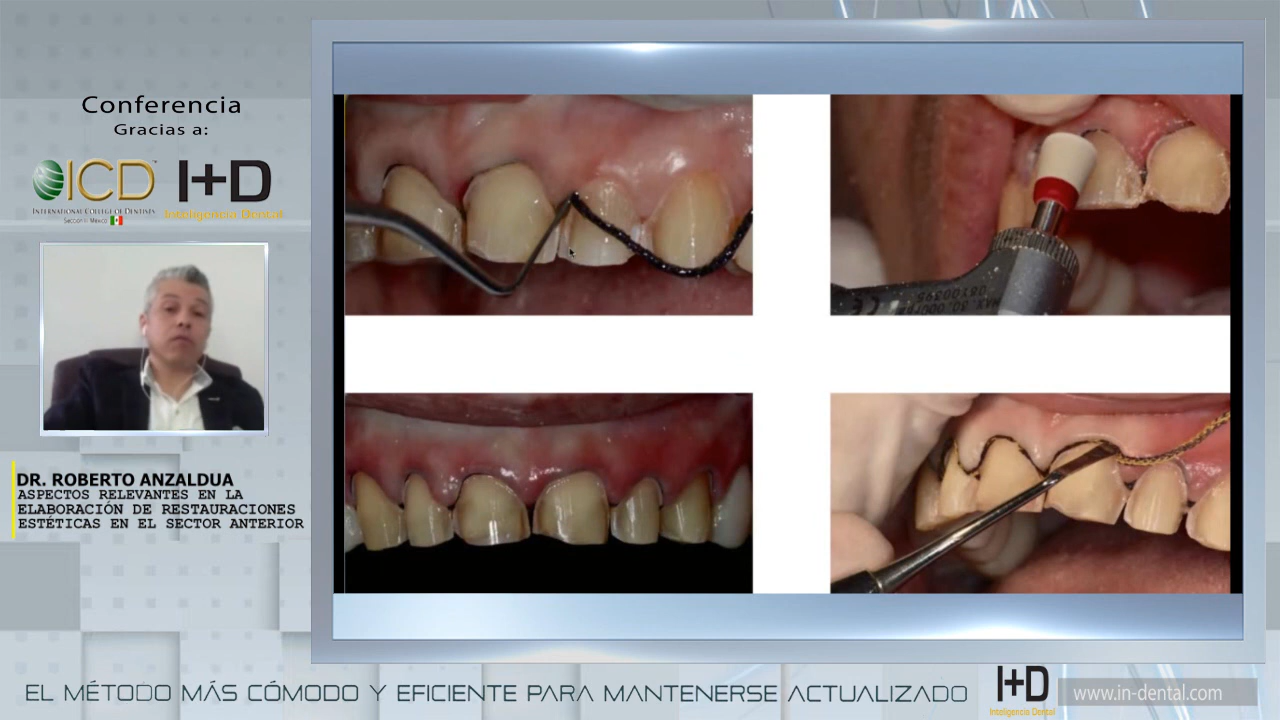 Conferencia
Gracias a:
ICD
I+D
INTERNATIONAL COLLEGE OF DENTISTS
Inteligencia Dental
Sección Mexico
DR. ROBERTO ANZALDUA
ASPECTOS RELEVANTES EN LA
ELABORACIÓN DE RESTAURACIONES
ESTÉTICAS EN EL SECTOR ANTERIOR
EL MÉTODO MÁS CÓMODO Y EFICIENTE PARA MANTENERSE ACTUALIZADO
I+D
Inteligencia Dental
www.in-dental.com